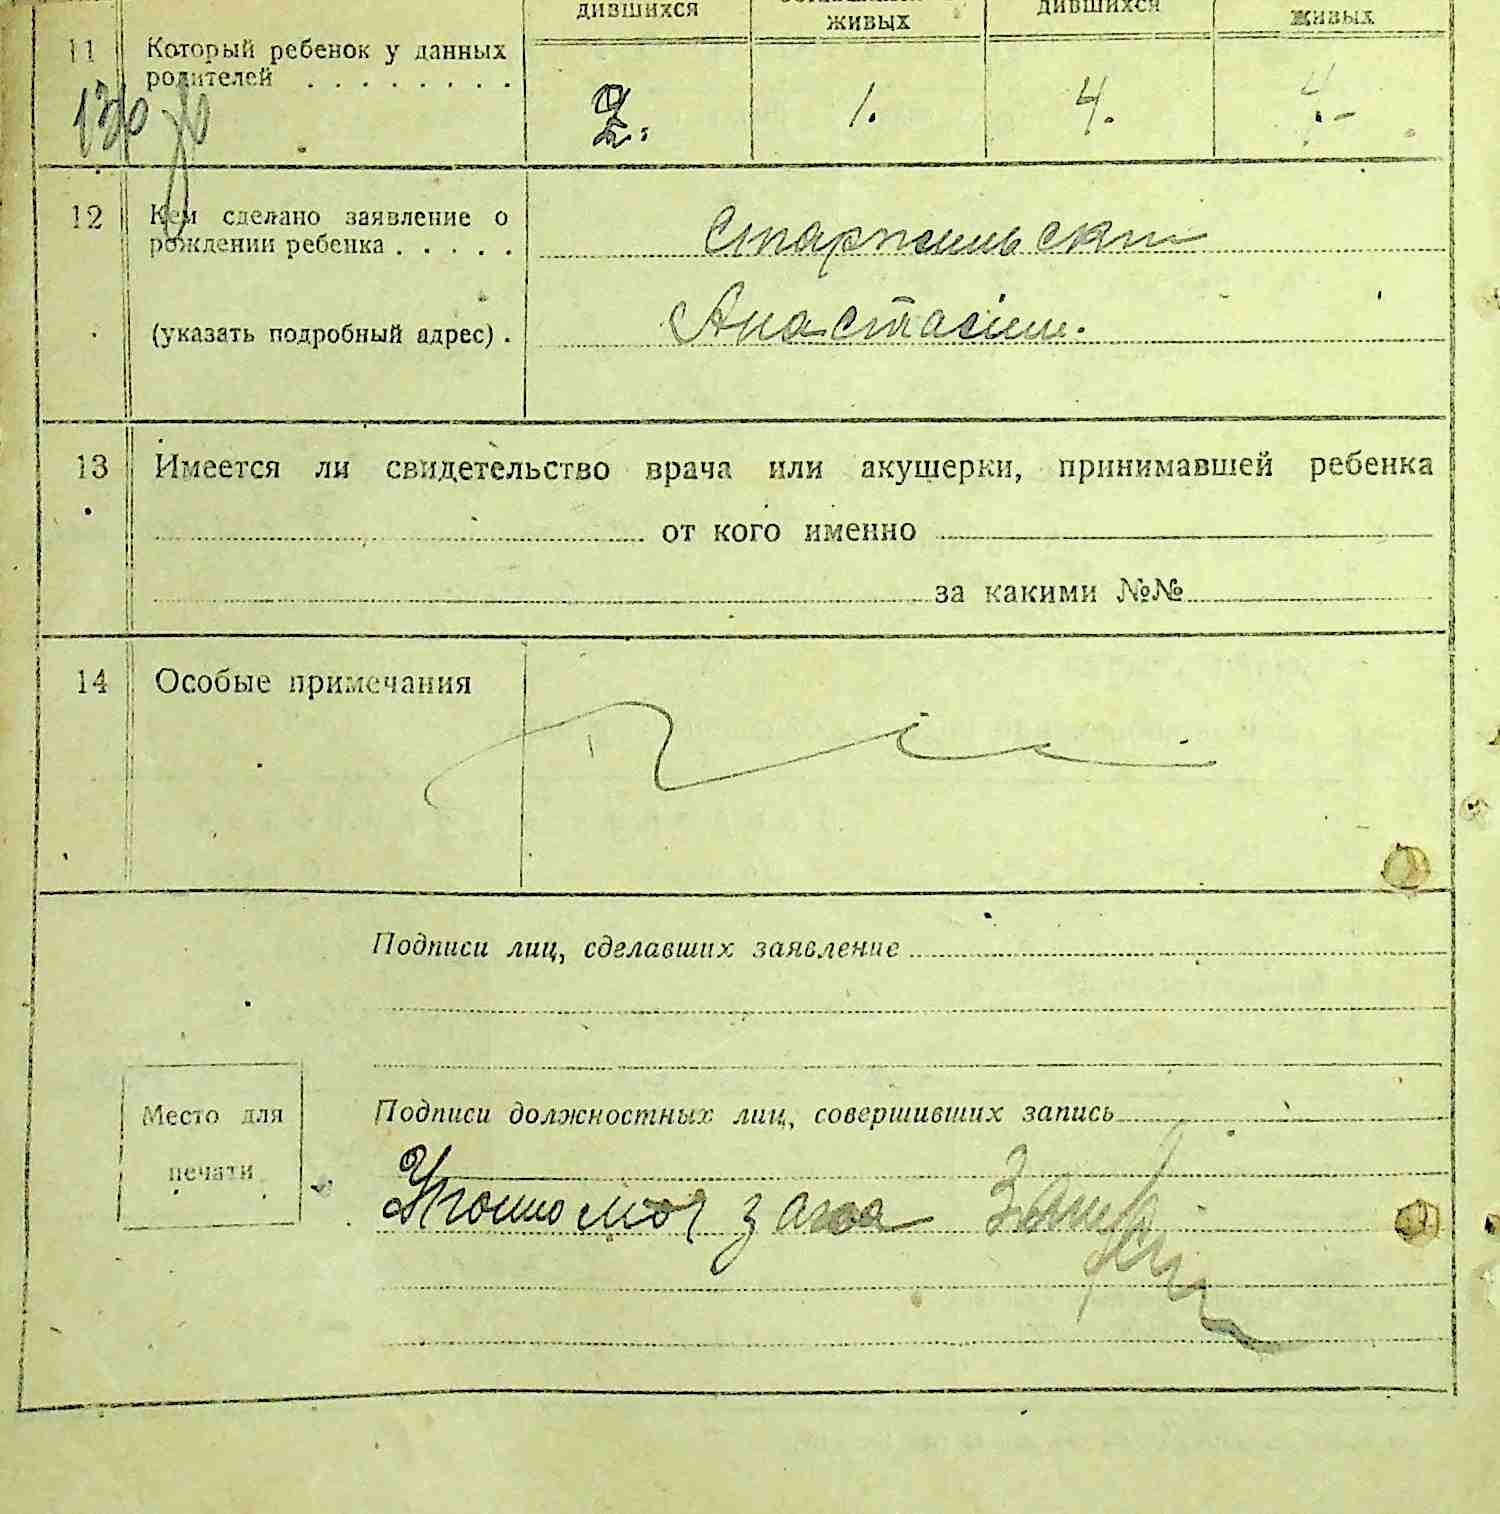 дившихся
живых
дившихся
живых
11 Который ребенок у данных
родителей . . . . . . . .
2. 1. 4. 4.-
12 Кем сделано заявление о
рождении ребенка . . . . .
(указать подробный адрес) .
Анастасіи.
13 Имеется ли свидетельство врача или акушерки, принимавшей ребенка
от кого именно
за какими №№
14 Особые примечания
Подписи лиц, сделавших заявление
Место для
печати
Подписи должностных лиц, совершивших запись
загса